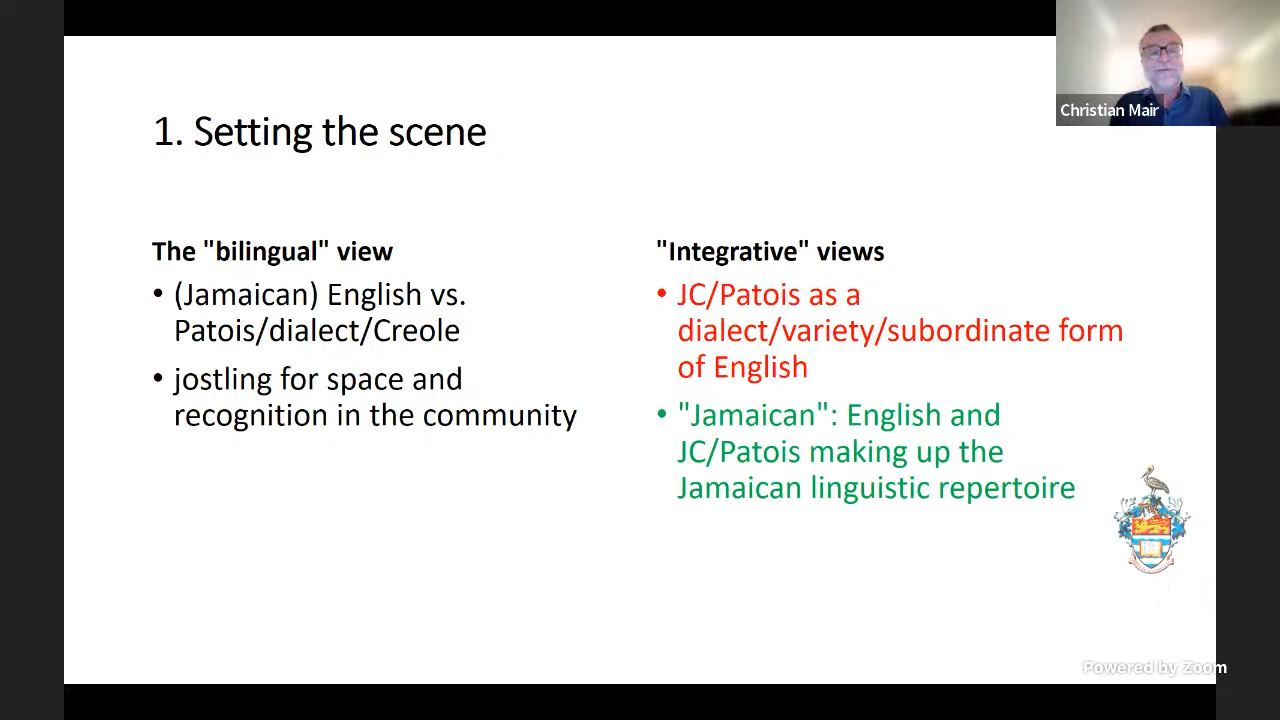 Christian Mair
1. Setting the scene
The "bilingual" view
• (Jamaican) English vs.
Patois/dialect/Creole
• jostling for space and
recognition in the community
"Integrative" views
• JC/Patois as a
dialect/variety/subordinate form
of English
• "Jamaican": English and
JC/Patois making up the
Jamaican linguistic repertoire
Powered by Zoom